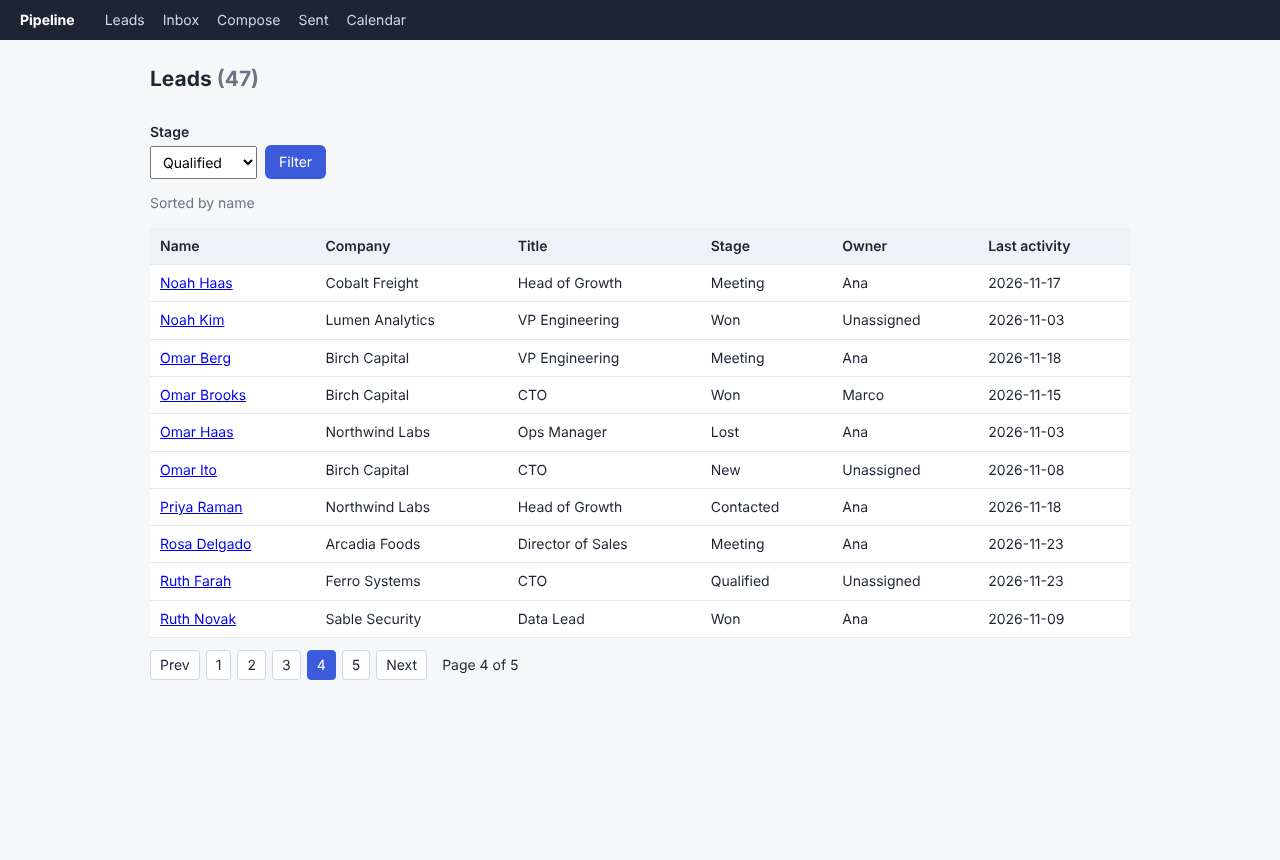 Pipeline Leads Inbox Compose Sent Calendar
Leads (47)
Stage
Qualified Filter
Sorted by name
Name Company Title Stage Owner Last activity
Noah Haas Cobalt Freight Head of Growth Meeting Ana 2026-11-17
Noah Kim Lumen Analytics VP Engineering Won Unassigned 2026-11-03
Omar Berg Birch Capital VP Engineering Meeting Ana 2026-11-18
Omar Brooks Birch Capital CTO Won Marco 2026-11-15
Omar Haas Northwind Labs Ops Manager Lost Ana 2026-11-03
Omar Ito Birch Capital CTO New Unassigned 2026-11-08
Priya Raman Northwind Labs Head of Growth Contacted Ana 2026-11-18
Rosa Delgado Arcadia Foods Director of Sales Meeting Ana 2026-11-23
Ruth Farah Ferro Systems CTO Qualified Unassigned 2026-11-23
Ruth Novak Sable Security Data Lead Won Ana 2026-11-09
Prev 1 2 3 4 5 Next Page 4 of 5